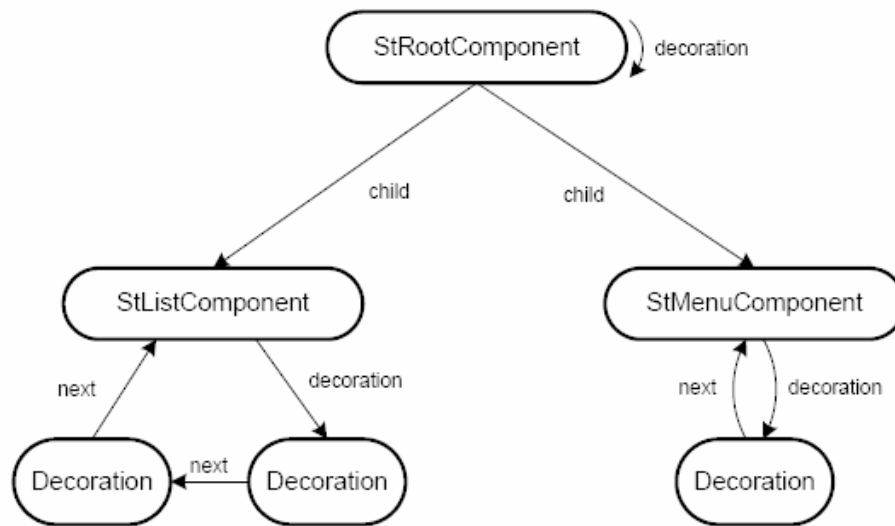 StRootComponent
decoration
child
child
StListComponent
StMenuComponent
next
decoration
next
decoration
Decoration
next
Decoration
Decoration